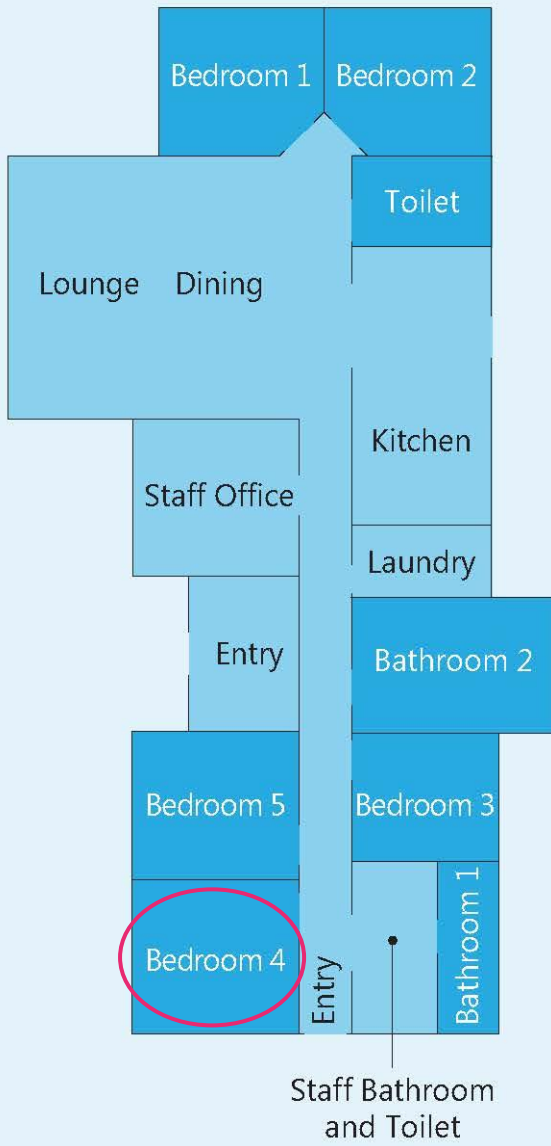 Bedroom 1
Bedroom 2
Toilet
Lounge
Dining
Kitchen
Staff Office
Laundry
Entry
Bathroom 2
Bedroom 5
Bedroom 3
Bedroom 4
Entry
Bathroom 1
Staff Bathroom
and Toilet